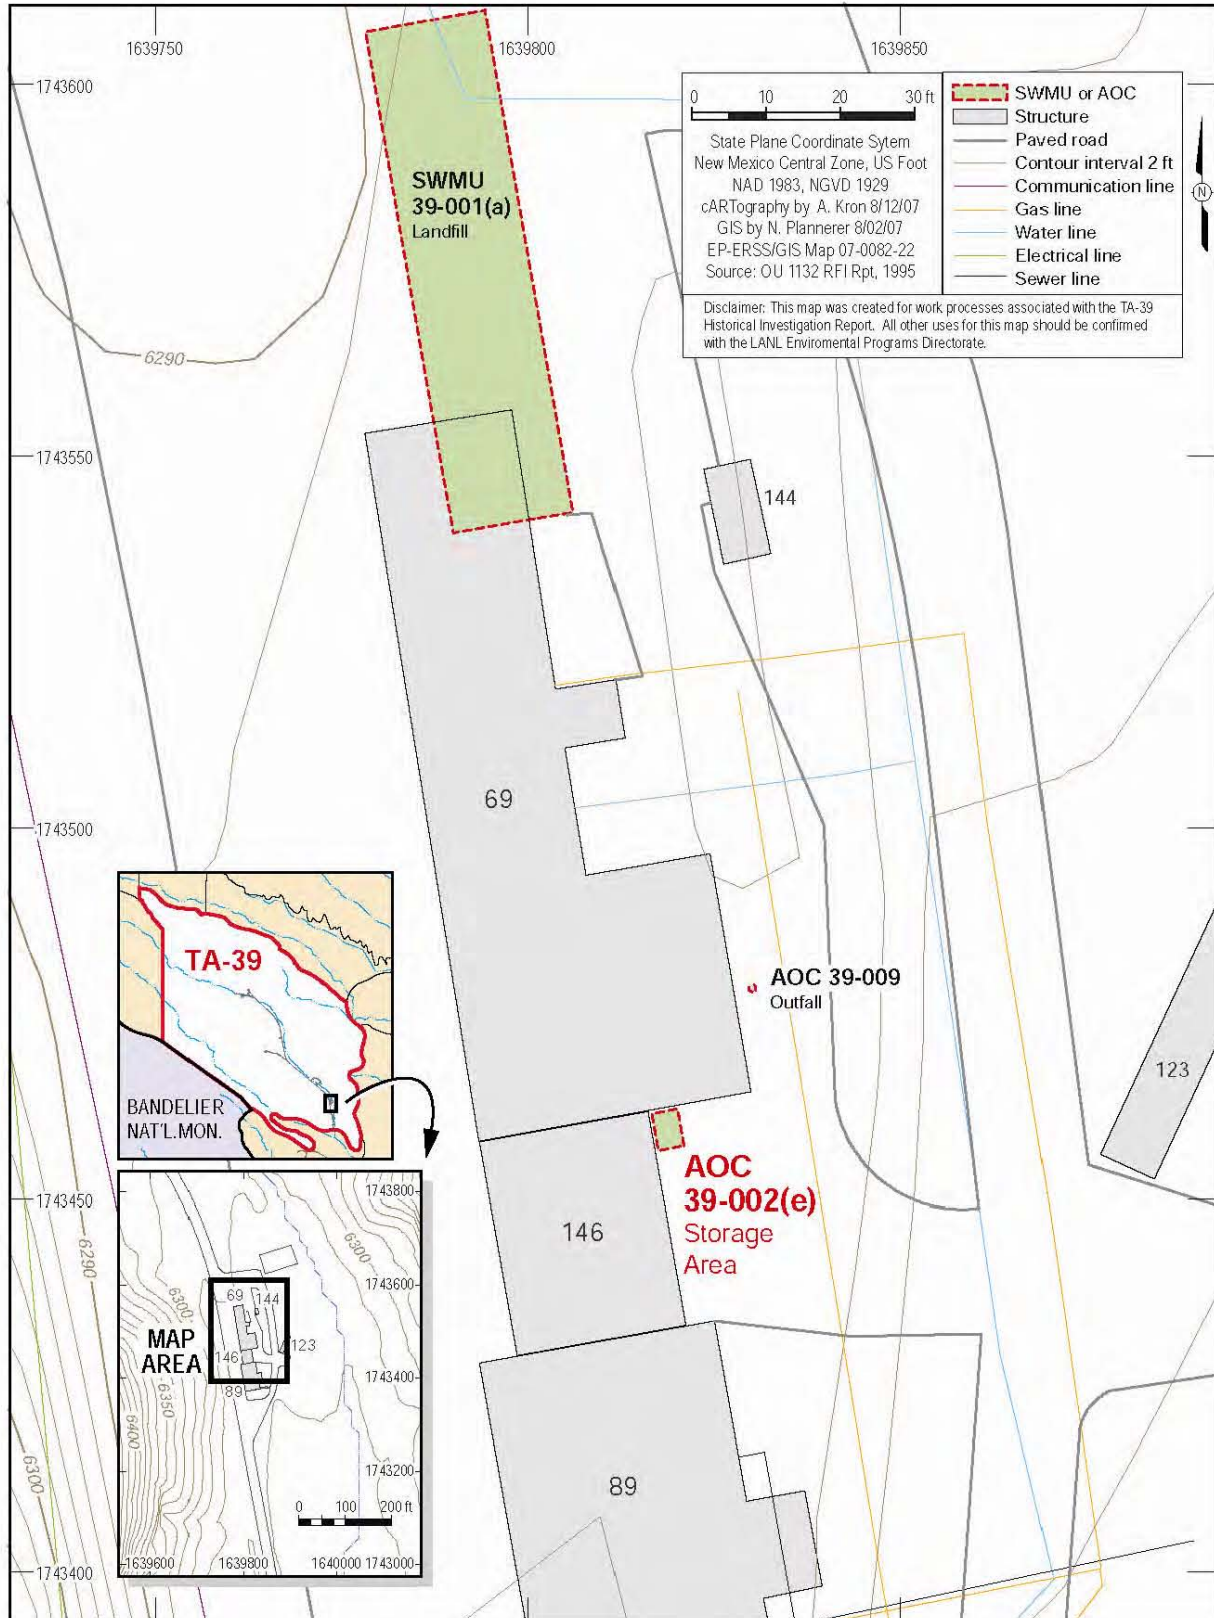 1639750
1639800
1639850
1743600
1743550
1743500
1743450
1743400
0 10 20 30 ft
State Plane Coordinate Sytem
New Mexico Central Zone, US Foot
NAD 1983, NGVD 1929
cARTography by A. Kron 8/12/07
GIS by N. Plannerer 8/02/07
EP-ERSS/GIS Map 07-0082-22
Source: OU 1132 RFI Rpt, 1995
SWMU or AOC
Structure
Paved road
Contour interval 2 ft
Communication line
Gas line
Water line
Electrical line
Sewer line
N
Disclaimer: This map was created for work processes associated with the TA-39
Historical Investigation Report. All other uses for this map should be confirmed
with the LANL Enviromental Programs Directorate.
SWMU
39-001(a)
Landfill
6290
144
69
AOC 39-009
Outfall
123
AOC
39-002(e)
Storage
Area
146
89
6290
6300
TA-39
BANDELIER
NAT'L.MON.
1743800
6300
1743600
6300
69
144
MAP
AREA
146
123
89
1743400
6350
6400
1743200
0 100 200 ft
1639600
1639800
1640000
1743000